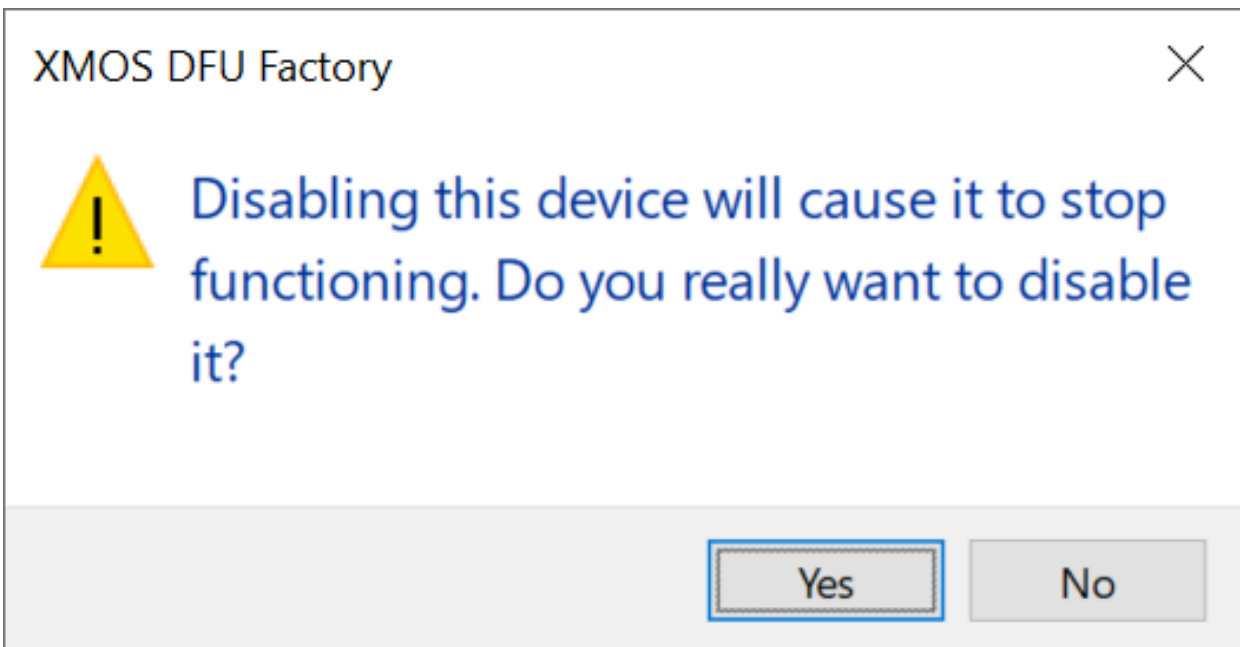 XMOS DFU Factory
Disabling this device will cause it to stop
functioning. Do you really want to disable
it?
Yes
No